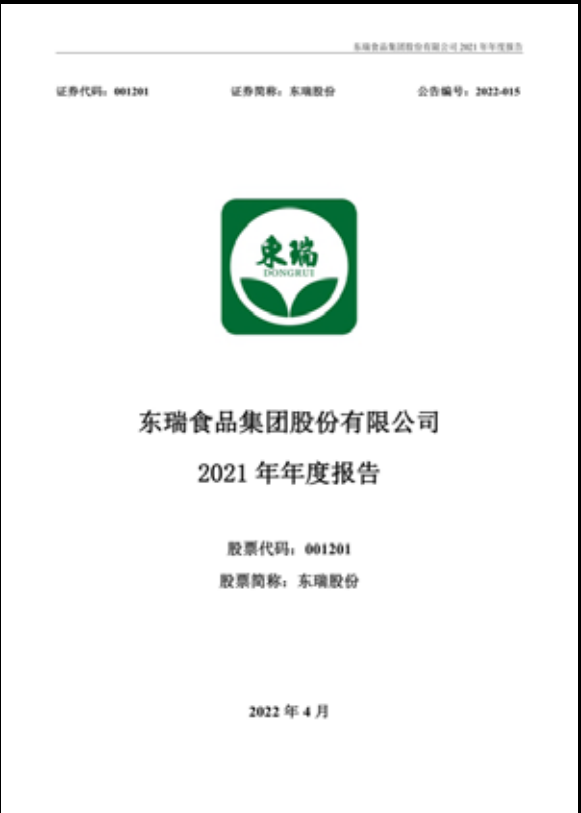 东瑞食品集团股份有限公司 2021 年年度报告
证券代码：001201 证券简称：东瑞股份 公告编号：2022-015
東瑞
DONGRUI
东瑞食品集团股份有限公司
2021 年年度报告
股票代码：001201
股票简称：东瑞股份
2022 年 4 月